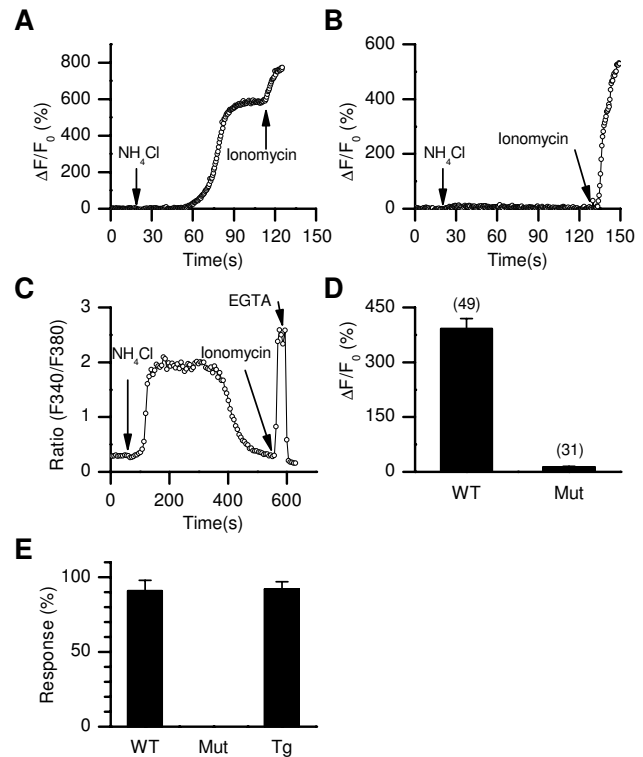 A
800
600
400
200
0
ΔF/F0 (%)
NH4Cl
Ionomycin
0 30 60 90 120 150
Time(s)
B
600
400
200
0
ΔF/F0 (%)
NH4Cl
Ionomycin
0 30 60 90 120 150
Time(s)
C
3
2
1
0
Ratio (F340/F380)
NH4Cl
Ionomycin
EGTA
0 200 400 600
Time(s)
D
450
300
150
0
ΔF/F0 (%)
(49)
(31)
WT Mut
E
100
50
0
Response (%)
WT Mut Tg